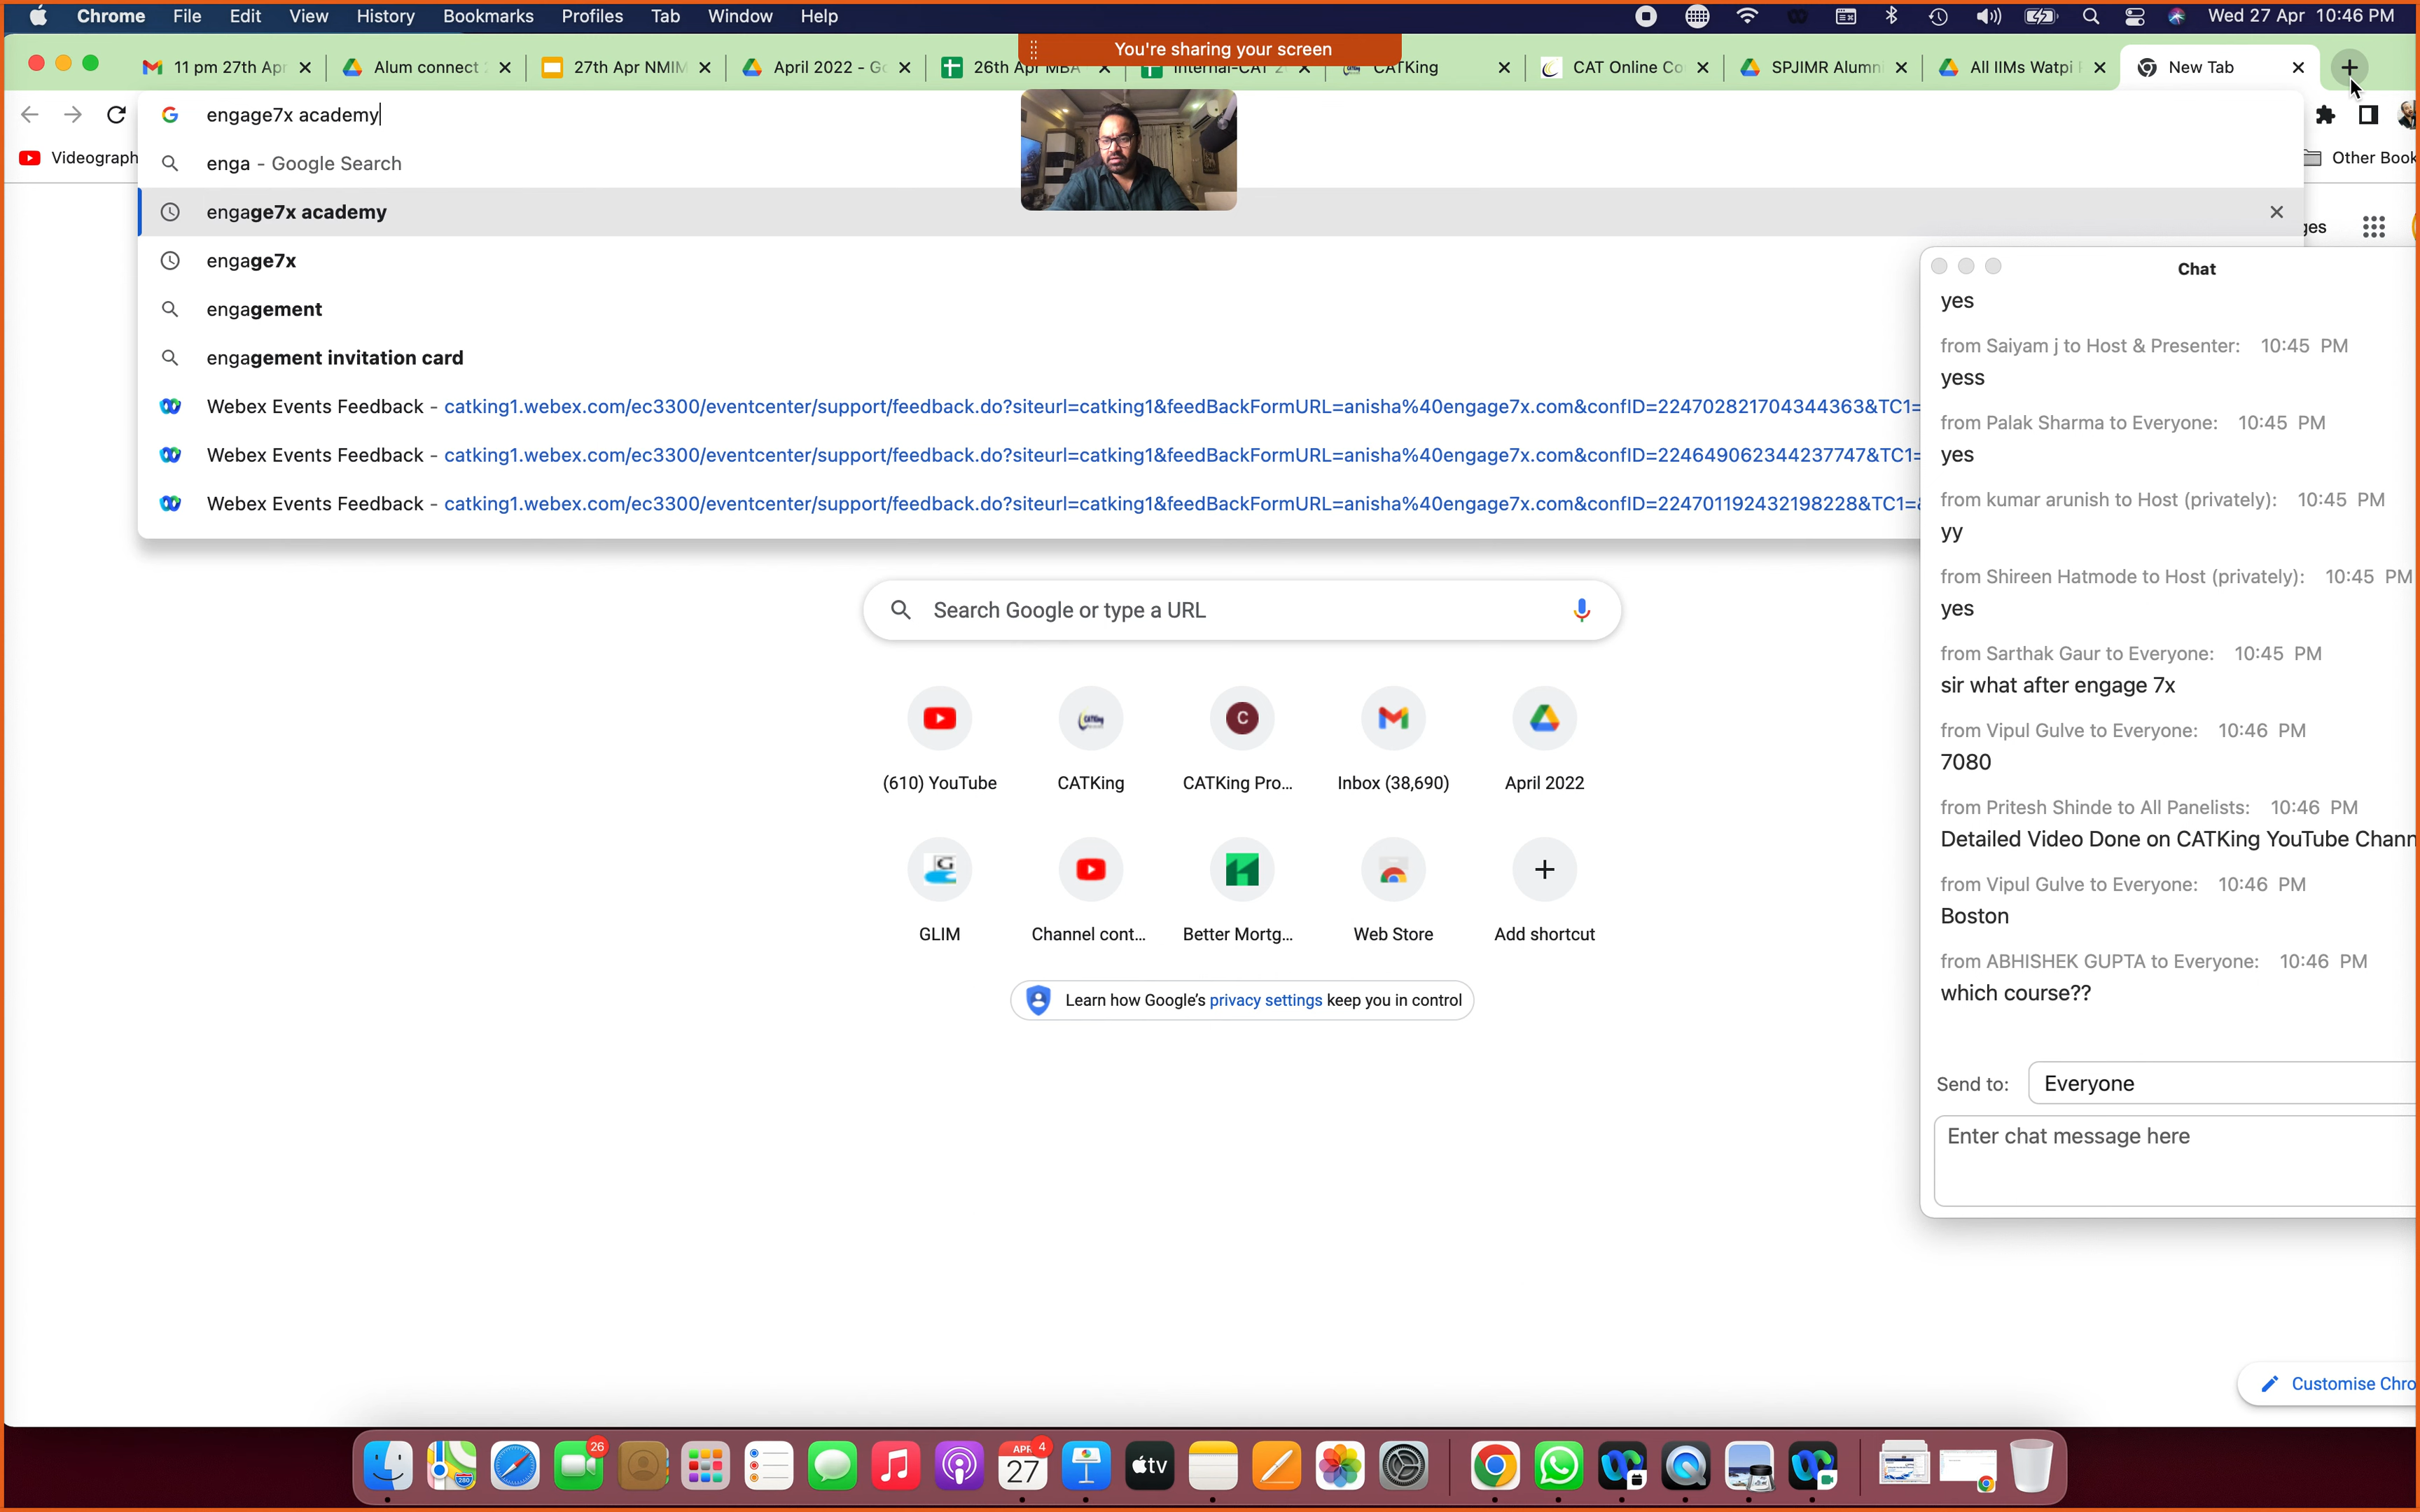 Chrome File Edit View History Bookmarks Profiles Tab Window Help Wed 27 Apr 10:46 PM
You're sharing your screen
11 pm 27th Apr Alum connect 27th Apr NMIM April 2022 - Go 26th Apr MBA Internal-CAT CATKing CAT Online Co SPJIMR Alumni All IIMs Watpi New Tab
engage7x academy
Videograph
Other Book
enga - Google Search
engage7x academy
ges
engage7x
engagement
engagement invitation card
Webex Events Feedback - catking1.webex.com/ec3300/eventcenter/support/feedback.do?siteurl=catking1&feedBackFormURL=anisha%40engage7x.com&confID=224702821704344363&TC1=
Webex Events Feedback - catking1.webex.com/ec3300/eventcenter/support/feedback.do?siteurl=catking1&feedBackFormURL=anisha%40engage7x.com&confID=224649062344237747&TC1=
Webex Events Feedback - catking1.webex.com/ec3300/eventcenter/support/feedback.do?siteurl=catking1&feedBackFormURL=anisha%40engage7x.com&confID=224701192432198228&TC1=&
Search Google or type a URL
(610) YouTube CATKing CATKing Pro... Inbox (38,690) April 2022
GLIM Channel cont... Better Mortg... Web Store Add shortcut
Learn how Google's privacy settings keep you in control
Chat
yes
from Saiyam j to Host & Presenter: 10:45 PM
yess
from Palak Sharma to Everyone: 10:45 PM
yes
from kumar arunish to Host (privately): 10:45 PM
yy
from Shireen Hatmode to Host (privately): 10:45 PM
yes
from Sarthak Gaur to Everyone: 10:45 PM
sir what after engage 7x
from Vipul Gulve to Everyone: 10:46 PM
7080
from Pritesh Shinde to All Panelists: 10:46 PM
Detailed Video Done on CATKing YouTube Chann
from Vipul Gulve to Everyone: 10:46 PM
Boston
from ABHISHEK GUPTA to Everyone: 10:46 PM
which course??
Send to: Everyone
Enter chat message here
Customise Chro
26
APR 4
27
tv
280